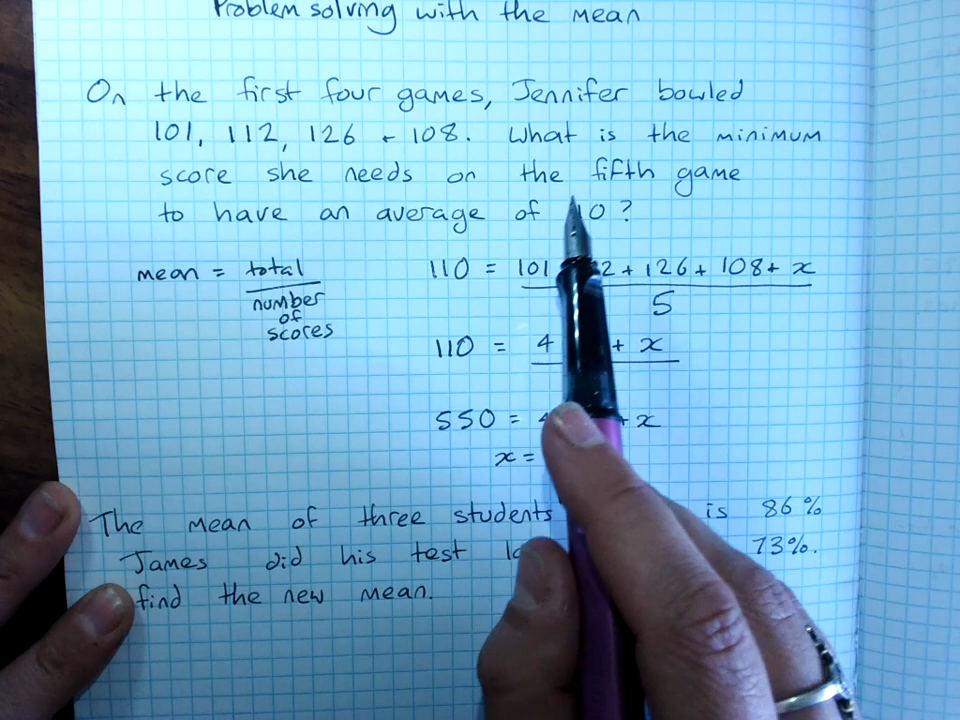 Problem solving with the mean
On the first four games, Jennifer bowled
101, 112, 126 + 108. What is the minimum
score she needs on the fifth game
to have an average of 10?
mean = total / number of scores
110 = 101 2 + 126 + 108 + x / 5
110 = 4 + x
550 = + x
x =
The mean of three students is 86%
James did his test 73%.
find the new mean.